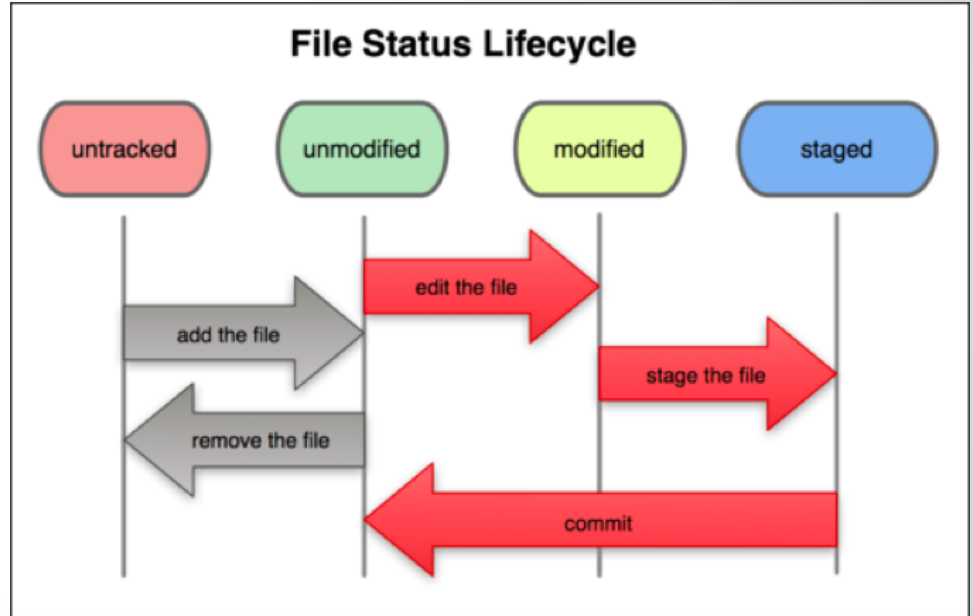 File Status Lifecycle
untracked
unmodified
modified
staged
edit the file
add the file
stage the file
remove the file
commit